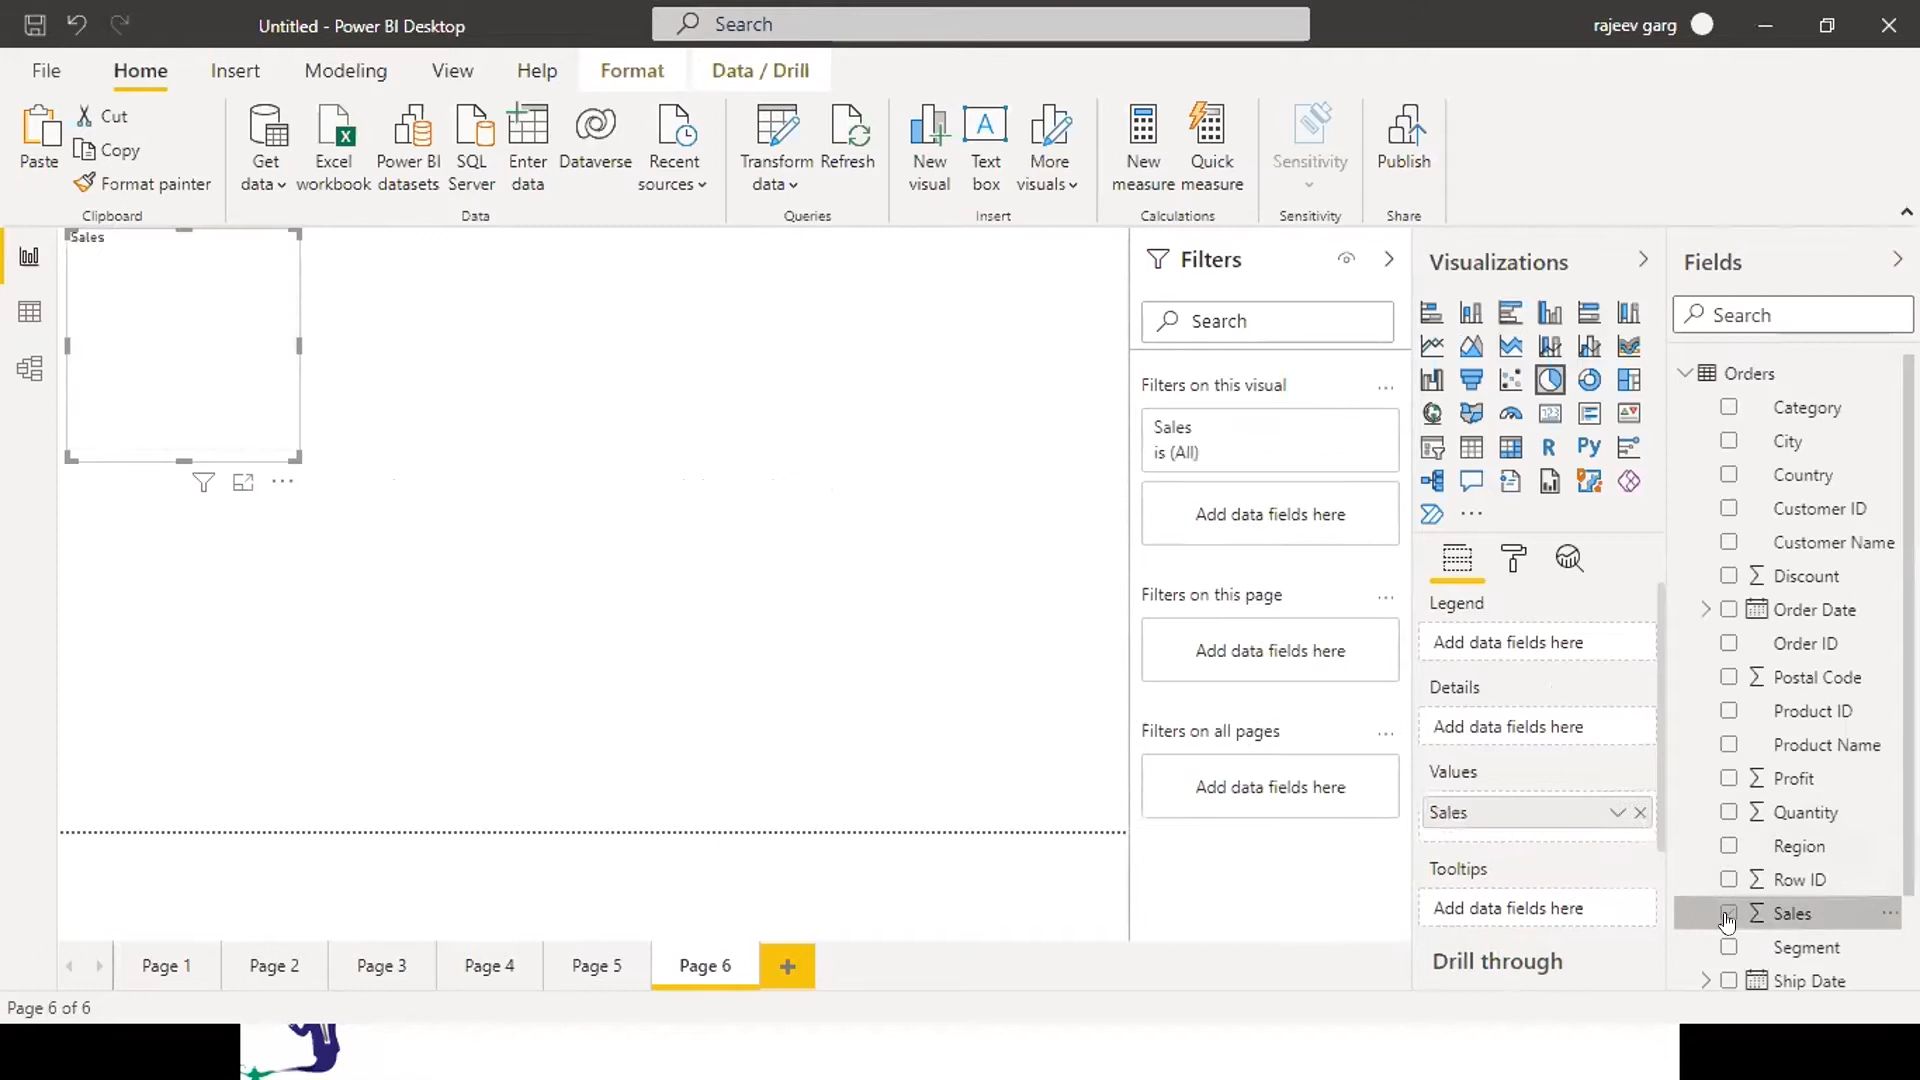 Untitled - Power BI Desktop
Search
rajeev garg
File
Home
Insert
Modeling
View
Help
Format
Data / Drill
Paste
Cut
Copy
Format painter
Clipboard
Get data
Excel workbook
Power BI datasets
SQL Server
Enter data
Dataverse
Recent sources
Data
Transform data
Refresh
Queries
New visual
A
Text box
More visuals
Insert
New measure
Quick measure
Calculations
Sensitivity
Sensitivity
Publish
Share
Sales
Filters
Search
Filters on this visual
...
Sales
is (All)
Add data fields here
Filters on this page
...
Add data fields here
Filters on all pages
...
Add data fields here
Visualizations
123
R
Py
...
Legend
Add data fields here
Details
Add data fields here
Values
Sales
Tooltips
Add data fields here
Drill through
Fields
Search
Orders
Category
City
Country
Customer ID
Customer Name
Σ Discount
Order Date
Order ID
Σ Postal Code
Product ID
Product Name
Σ Profit
Σ Quantity
Region
Σ Row ID
Σ Sales
...
Segment
Ship Date
Page 1
Page 2
Page 3
Page 4
Page 5
Page 6
+
Page 6 of 6